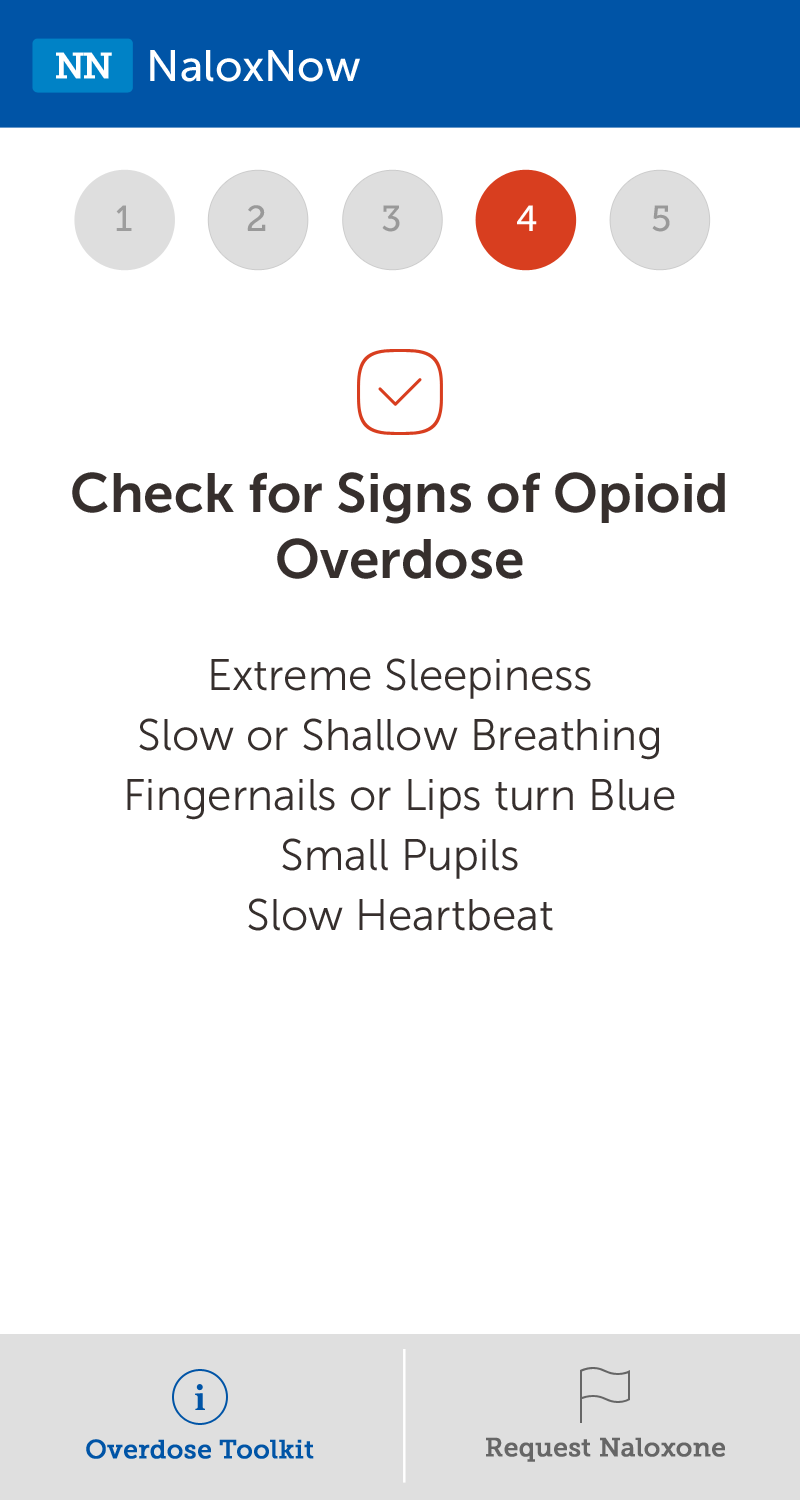 NN NaloxNow
1 2 3 4 5
Check for Signs of Opioid
Overdose
Extreme Sleepiness
Slow or Shallow Breathing
Fingernails or Lips turn Blue
Small Pupils
Slow Heartbeat
i
Overdose Toolkit
Request Naloxone